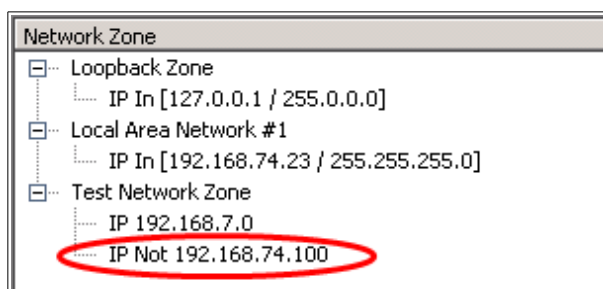 Network Zone
Loopback Zone
IP In [127.0.0.1 / 255.0.0.0]
Local Area Network #1
IP In [192.168.74.23 / 255.255.255.0]
Test Network Zone
IP 192.168.7.0
IP Not 192.168.74.100